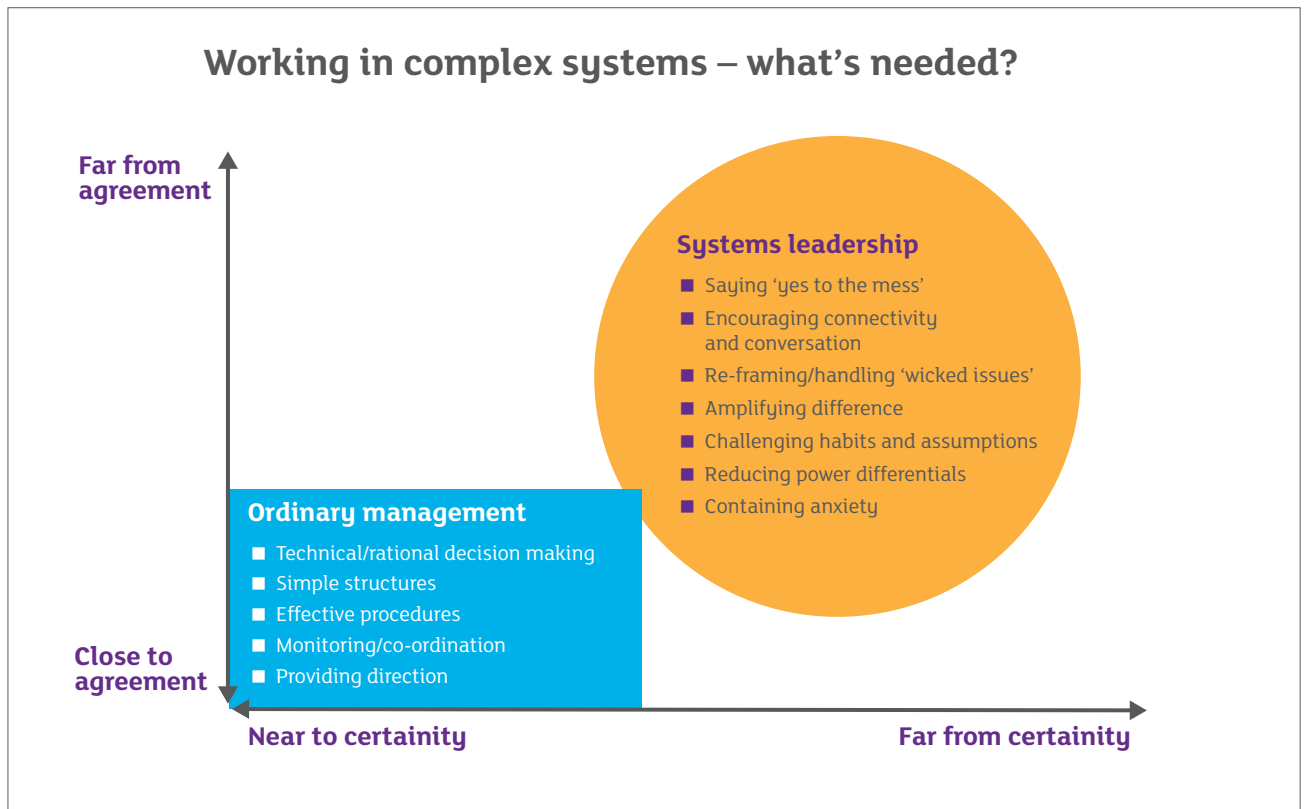 Working in complex systems – what's needed?
Far from
agreement
Systems leadership
■ Saying ‘yes to the mess’
■ Encouraging connectivity
and conversation
■ Re-framing/handling ‘wicked issues’
■ Amplifying difference
■ Challenging habits and assumptions
■ Reducing power differentials
■ Containing anxiety
Ordinary management
■ Technical/rational decision making
■ Simple structures
■ Effective procedures
■ Monitoring/co-ordination
■ Providing direction
Close to
agreement
Near to certainity
Far from certainity